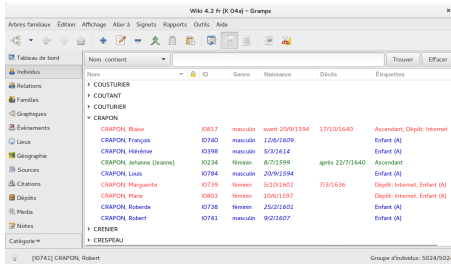 Wiki 4.2 fr (K 04a) – Gramps ×
Arbres familiaux Édition Affichage Aller à Signets Rapports Outils Aide
Tableau de bord Nom contient Trouver Effacer
Individus Nom ID Genre Naissance Décès Étiquettes
Relations COUSTURIER
Familles COUTANT
COUTURIER
Graphiques CRAPON
Événements CRAPON, Blaise I0817 masculin avant 20/9/1594 17/10/1640 Ascendant, Dépôt: Internet
Lieux CRAPON, François I0740 masculin 12/6/1609 Enfant (A)
Géographie CRAPON, Hiérémie I0398 masculin 5/3/1614 Enfant (A)
CRAPON, Jehanne (Jeanne) I0234 féminin 8/7/1599 après 22/7/1640 Ascendant
Sources CRAPON, Louis I0784 masculin 20/9/1594 Enfant (A)
Citations CRAPON, Marguerite I0739 féminin 5/10/1601 7/3/1636 Dépôt: Internet, Enfant (A)
Dépôts CRAPON, Marie I0803 féminin 10/6/1597 Dépôt: Internet, Enfant (A)
Media CRAPON, Roberde I0738 féminin 25/2/1601 Enfant (A)
Notes CRAPON, Robert I0741 masculin 9/2/1607 Enfant (A)
CRENIER
Catégorie CRESPEAU
[I0741] CRAPON, Robert Groupe d'individus: 5024/502